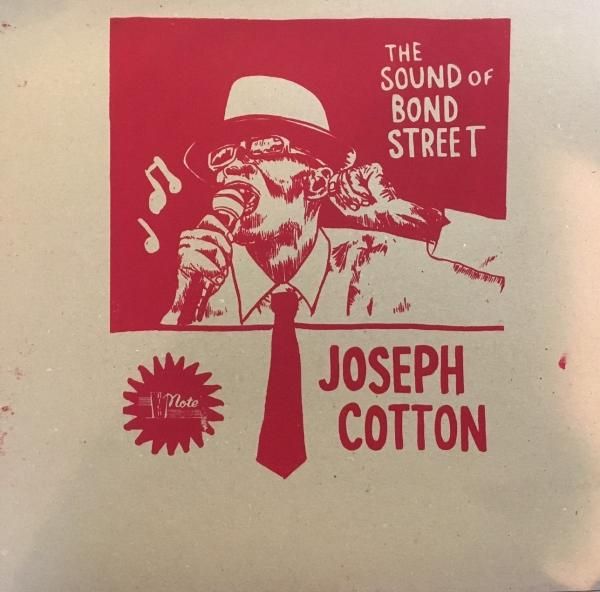 THE
SOUND OF
BOND
STREET
JOSEPH
COTTON
Note